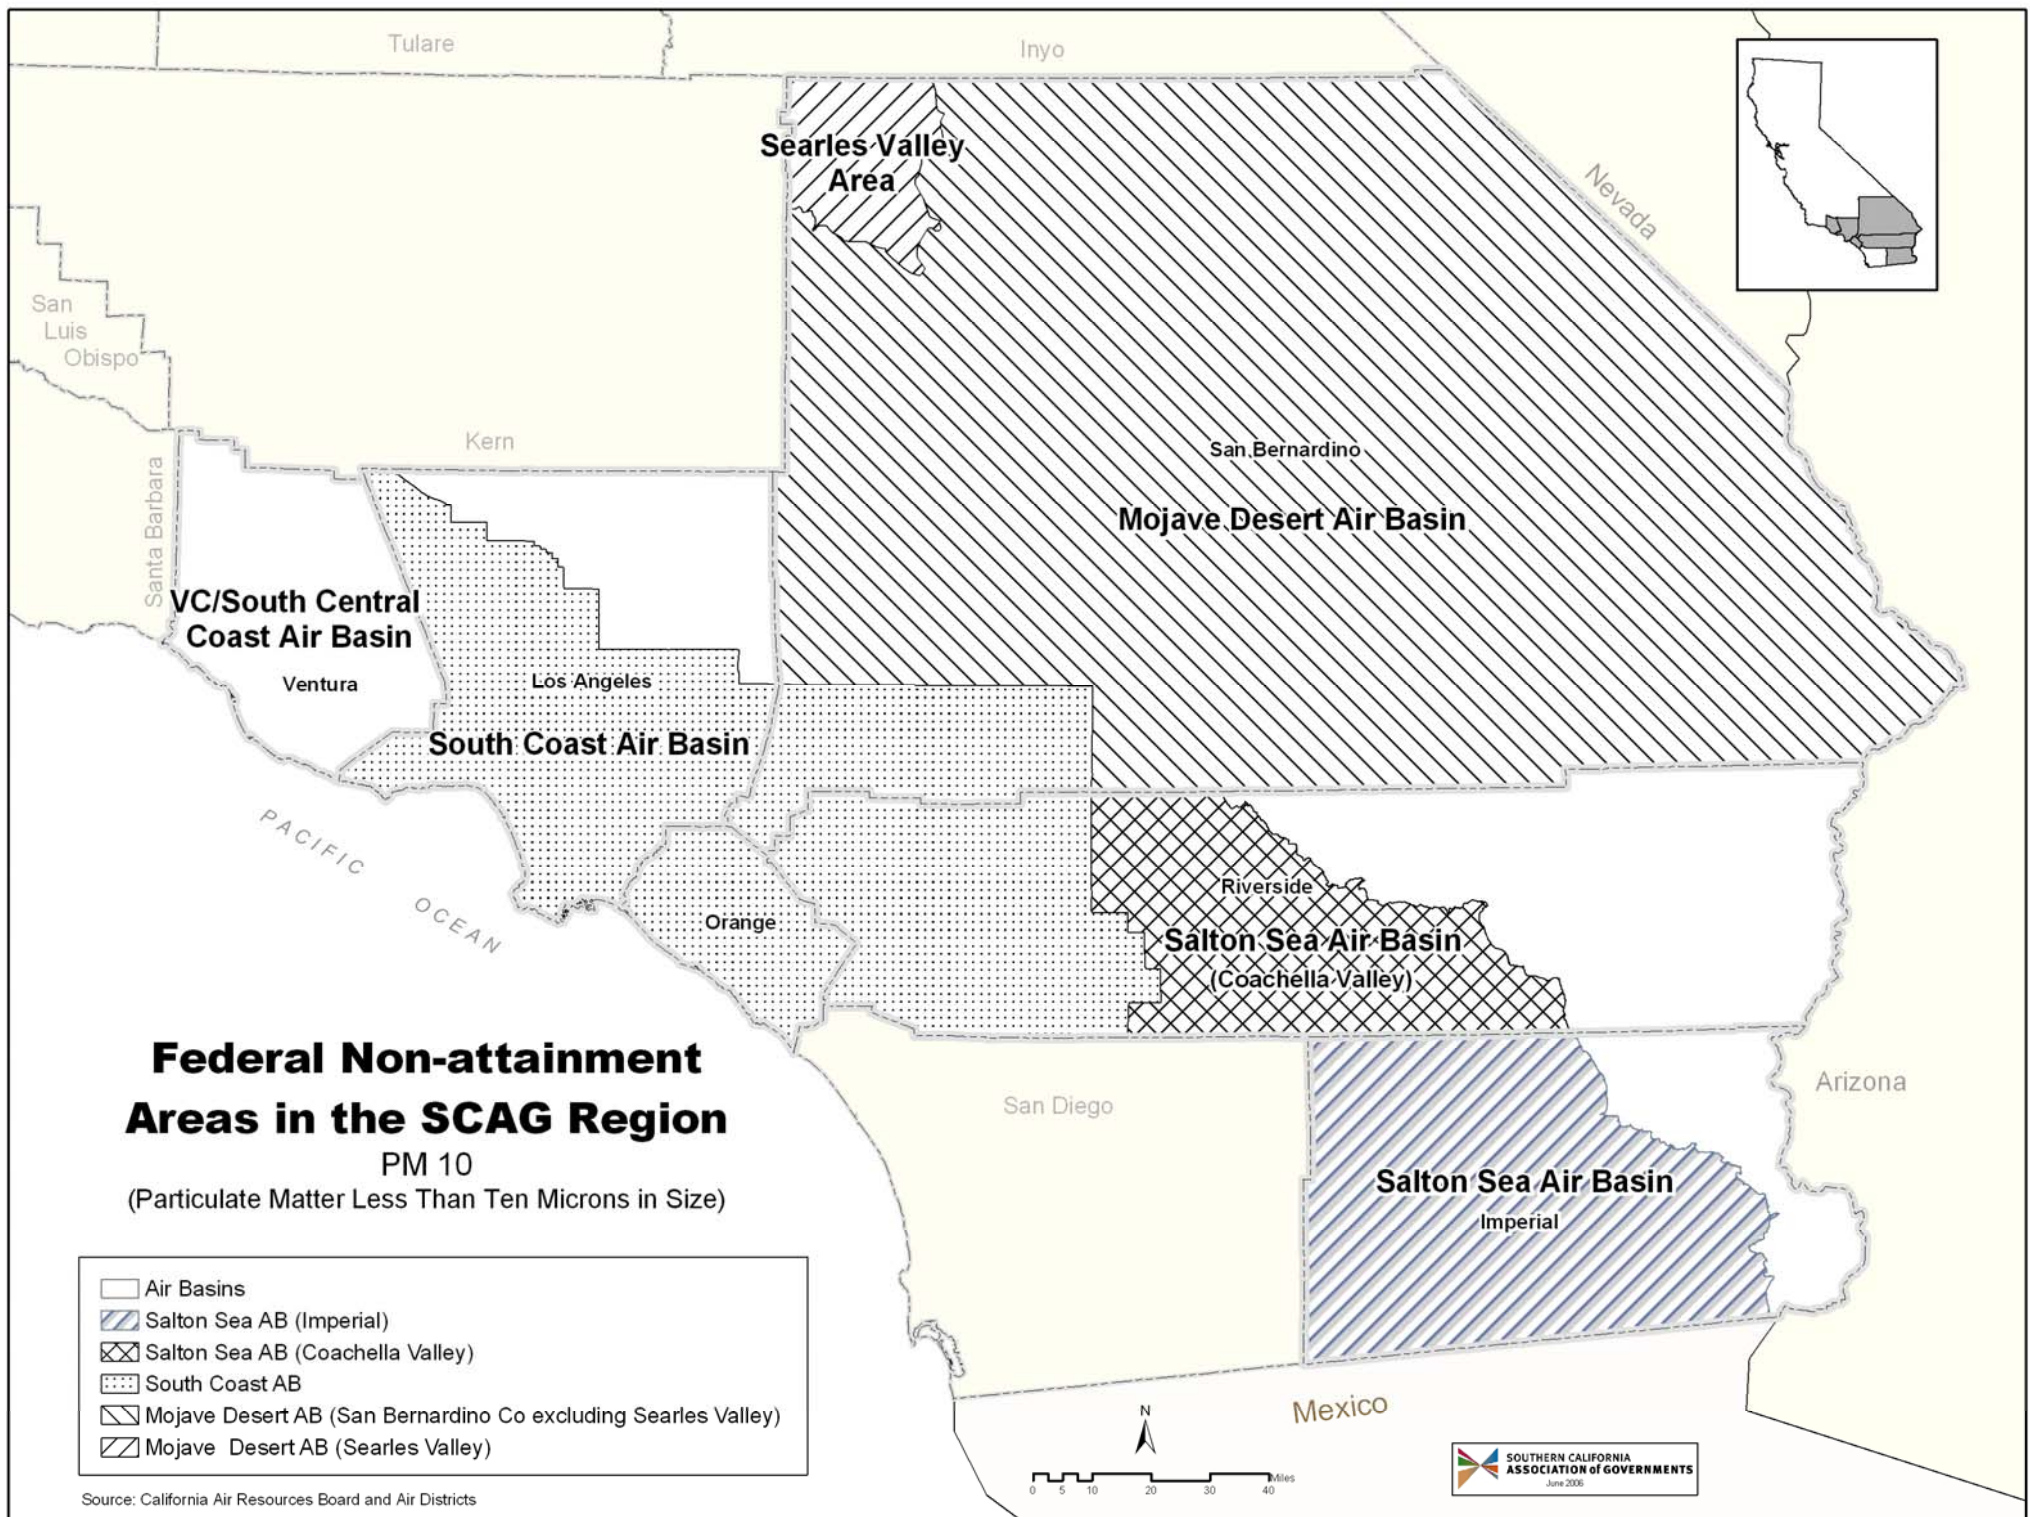 Tulare
Inyo
Searles Valley
Area
Nevada
San
Luis
Obispo
Kern
San Bernardino
Mojave Desert Air Basin
Santa Barbara
VC/South Central
Coast Air Basin
Ventura
Los Angeles
South Coast Air Basin
PACIFIC
OCEAN
Orange
Riverside
Salton Sea Air Basin
(Coachella Valley)
San Diego
Arizona
Salton Sea Air Basin
Imperial
Mexico
Federal Non-attainment
Areas in the SCAG Region
PM 10
(Particulate Matter Less Than Ten Microns in Size)
Air Basins
Salton Sea AB (Imperial)
Salton Sea AB (Coachella Valley)
South Coast AB
Mojave Desert AB (San Bernardino Co excluding Searles Valley)
Mojave Desert AB (Searles Valley)
Source: California Air Resources Board and Air Districts
N
Miles
0 5 10 20 30 40
SOUTHERN CALIFORNIA
ASSOCIATION of GOVERNMENTS
June 2006